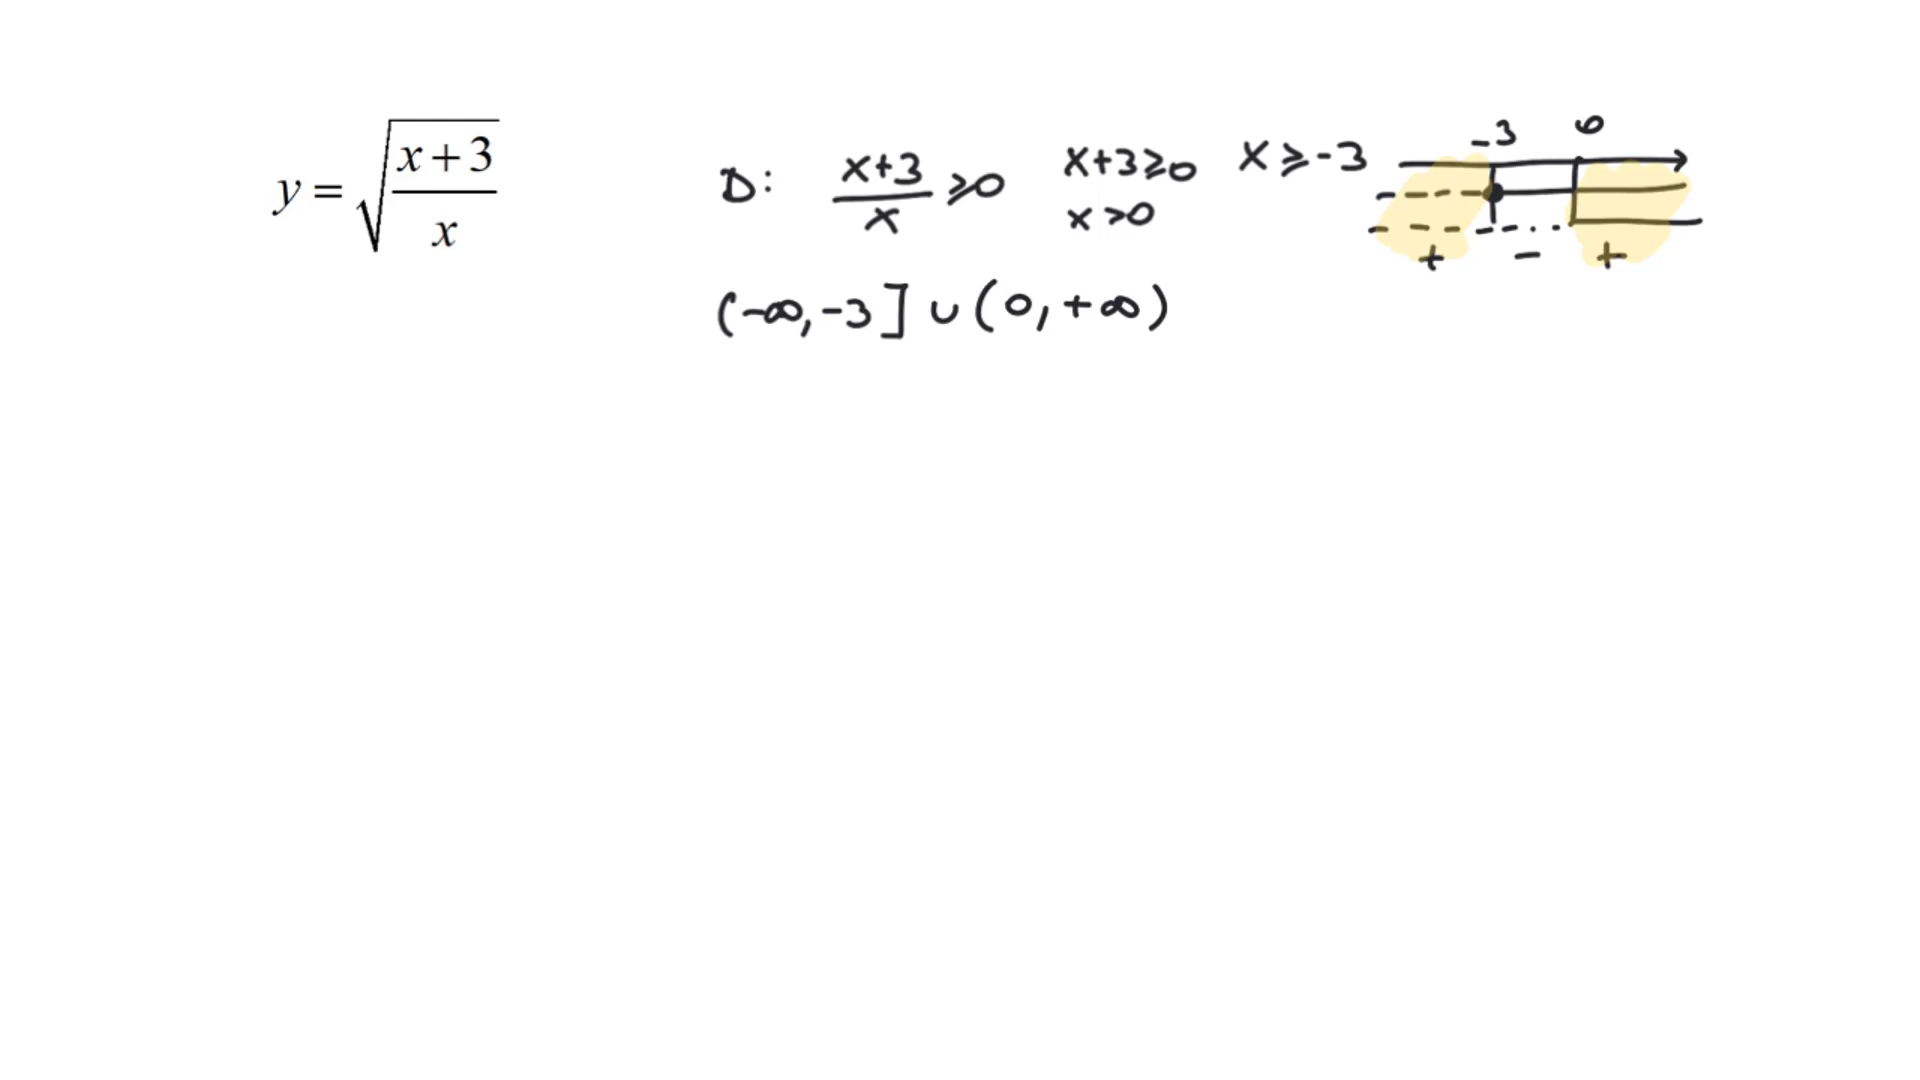 y = √((x+3)/x)
D: (x+3)/x ≥ 0   x+3 ≥ 0   x ≥ -3
x > 0
-3   0
+   -   +
(-∞, -3] ∪ (0, +∞)